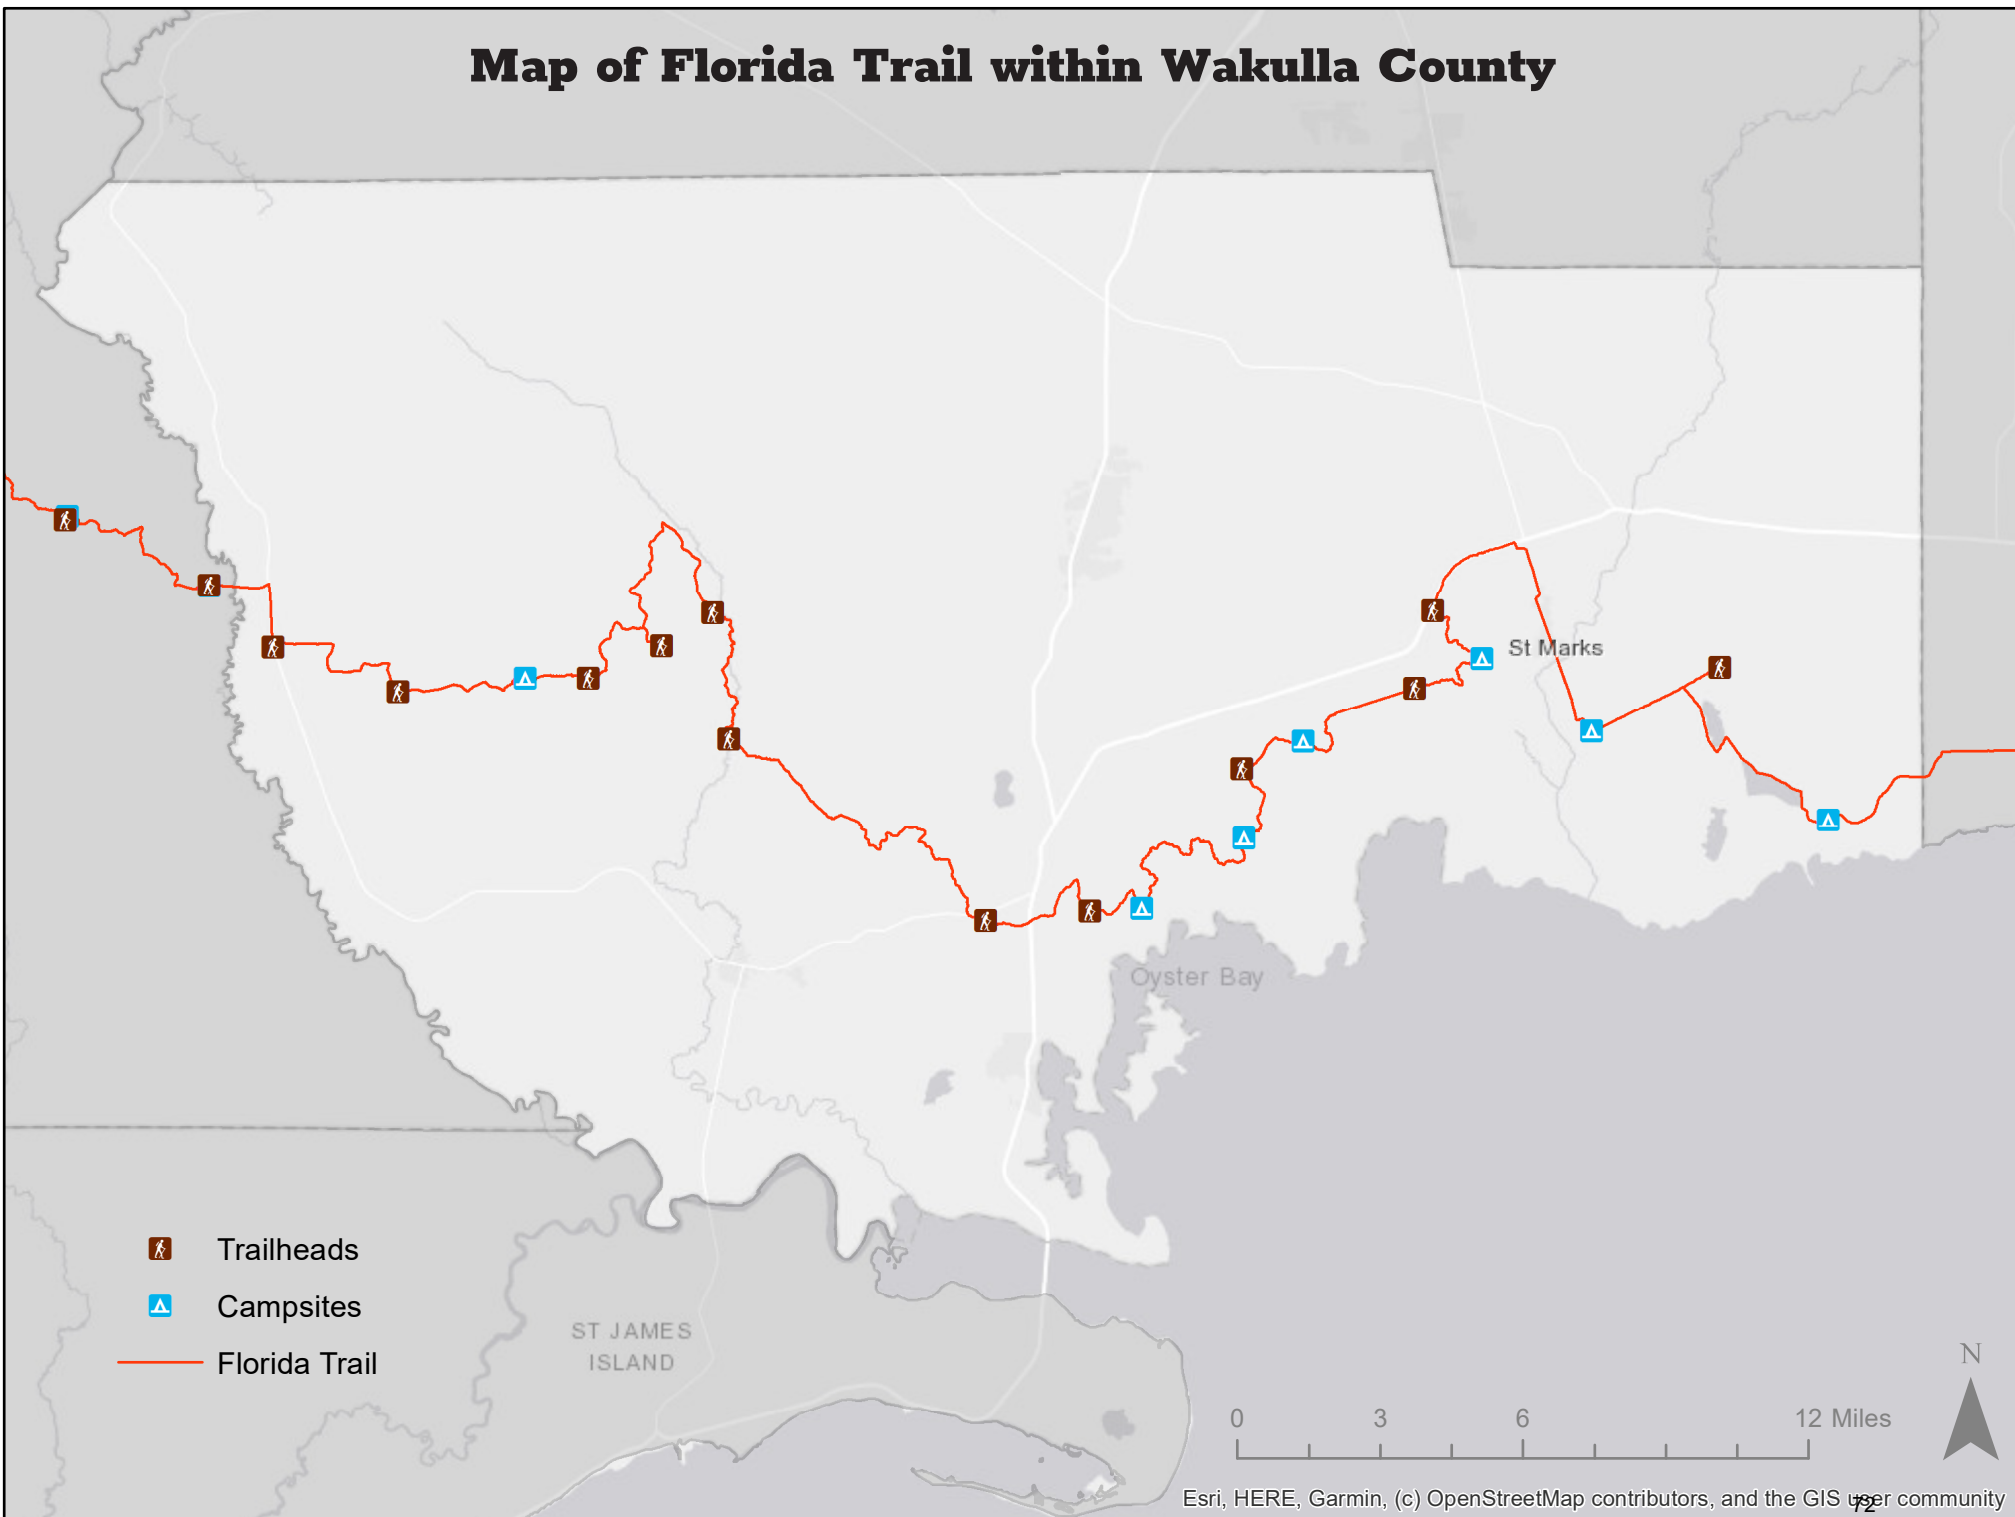 Map of Florida Trail within Wakulla County
St Marks
Oyster Bay
Trailheads
Campsites
Florida Trail
ST JAMES
ISLAND
N
0 3 6 12 Miles
Esri, HERE, Garmin, (c) OpenStreetMap contributors, and the GIS user community
72